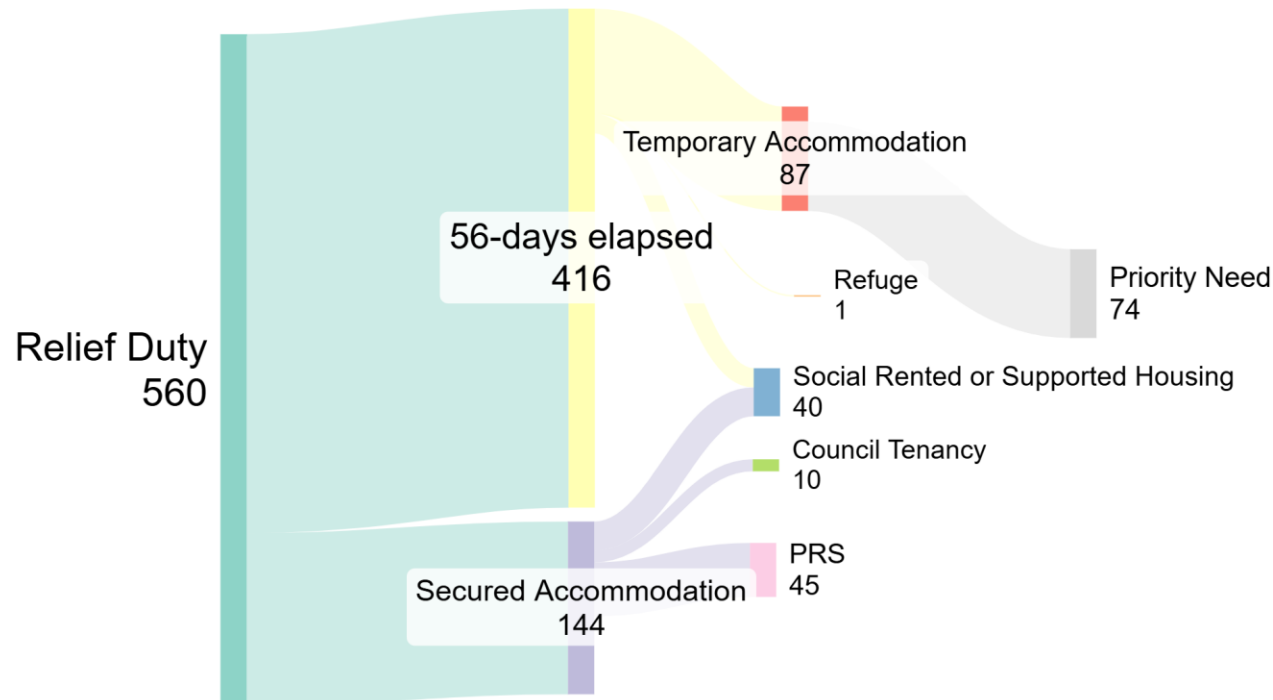 Relief Duty
560
56-days elapsed
416
Secured Accommodation
144
Temporary Accommodation
87
Refuge
1
Social Rented or Supported Housing
40
Council Tenancy
10
PRS
45
Priority Need
74